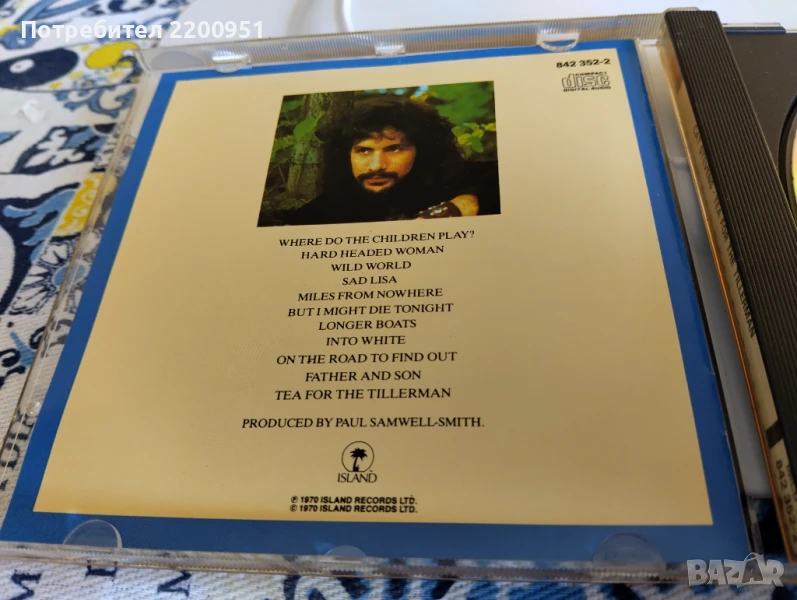 Потребител 2200951
842 352-2
COMPACT
disc
DIGITAL AUDIO
WHERE DO THE CHILDREN PLAY?
HARD HEADED WOMAN
WILD WORLD
SAD LISA
MILES FROM NOWHERE
BUT I MIGHT DIE TONIGHT
LONGER BOATS
INTO WHITE
ON THE ROAD TO FIND OUT
FATHER AND SON
TEA FOR THE TILLERMAN
PRODUCED BY PAUL SAMWELL-SMITH.
ISLAND
℗ 1970 ISLAND RECORDS LTD.
© 1970 ISLAND RECORDS LTD.
TEA FOR THE TILLERMAN
842 352
BAZAR